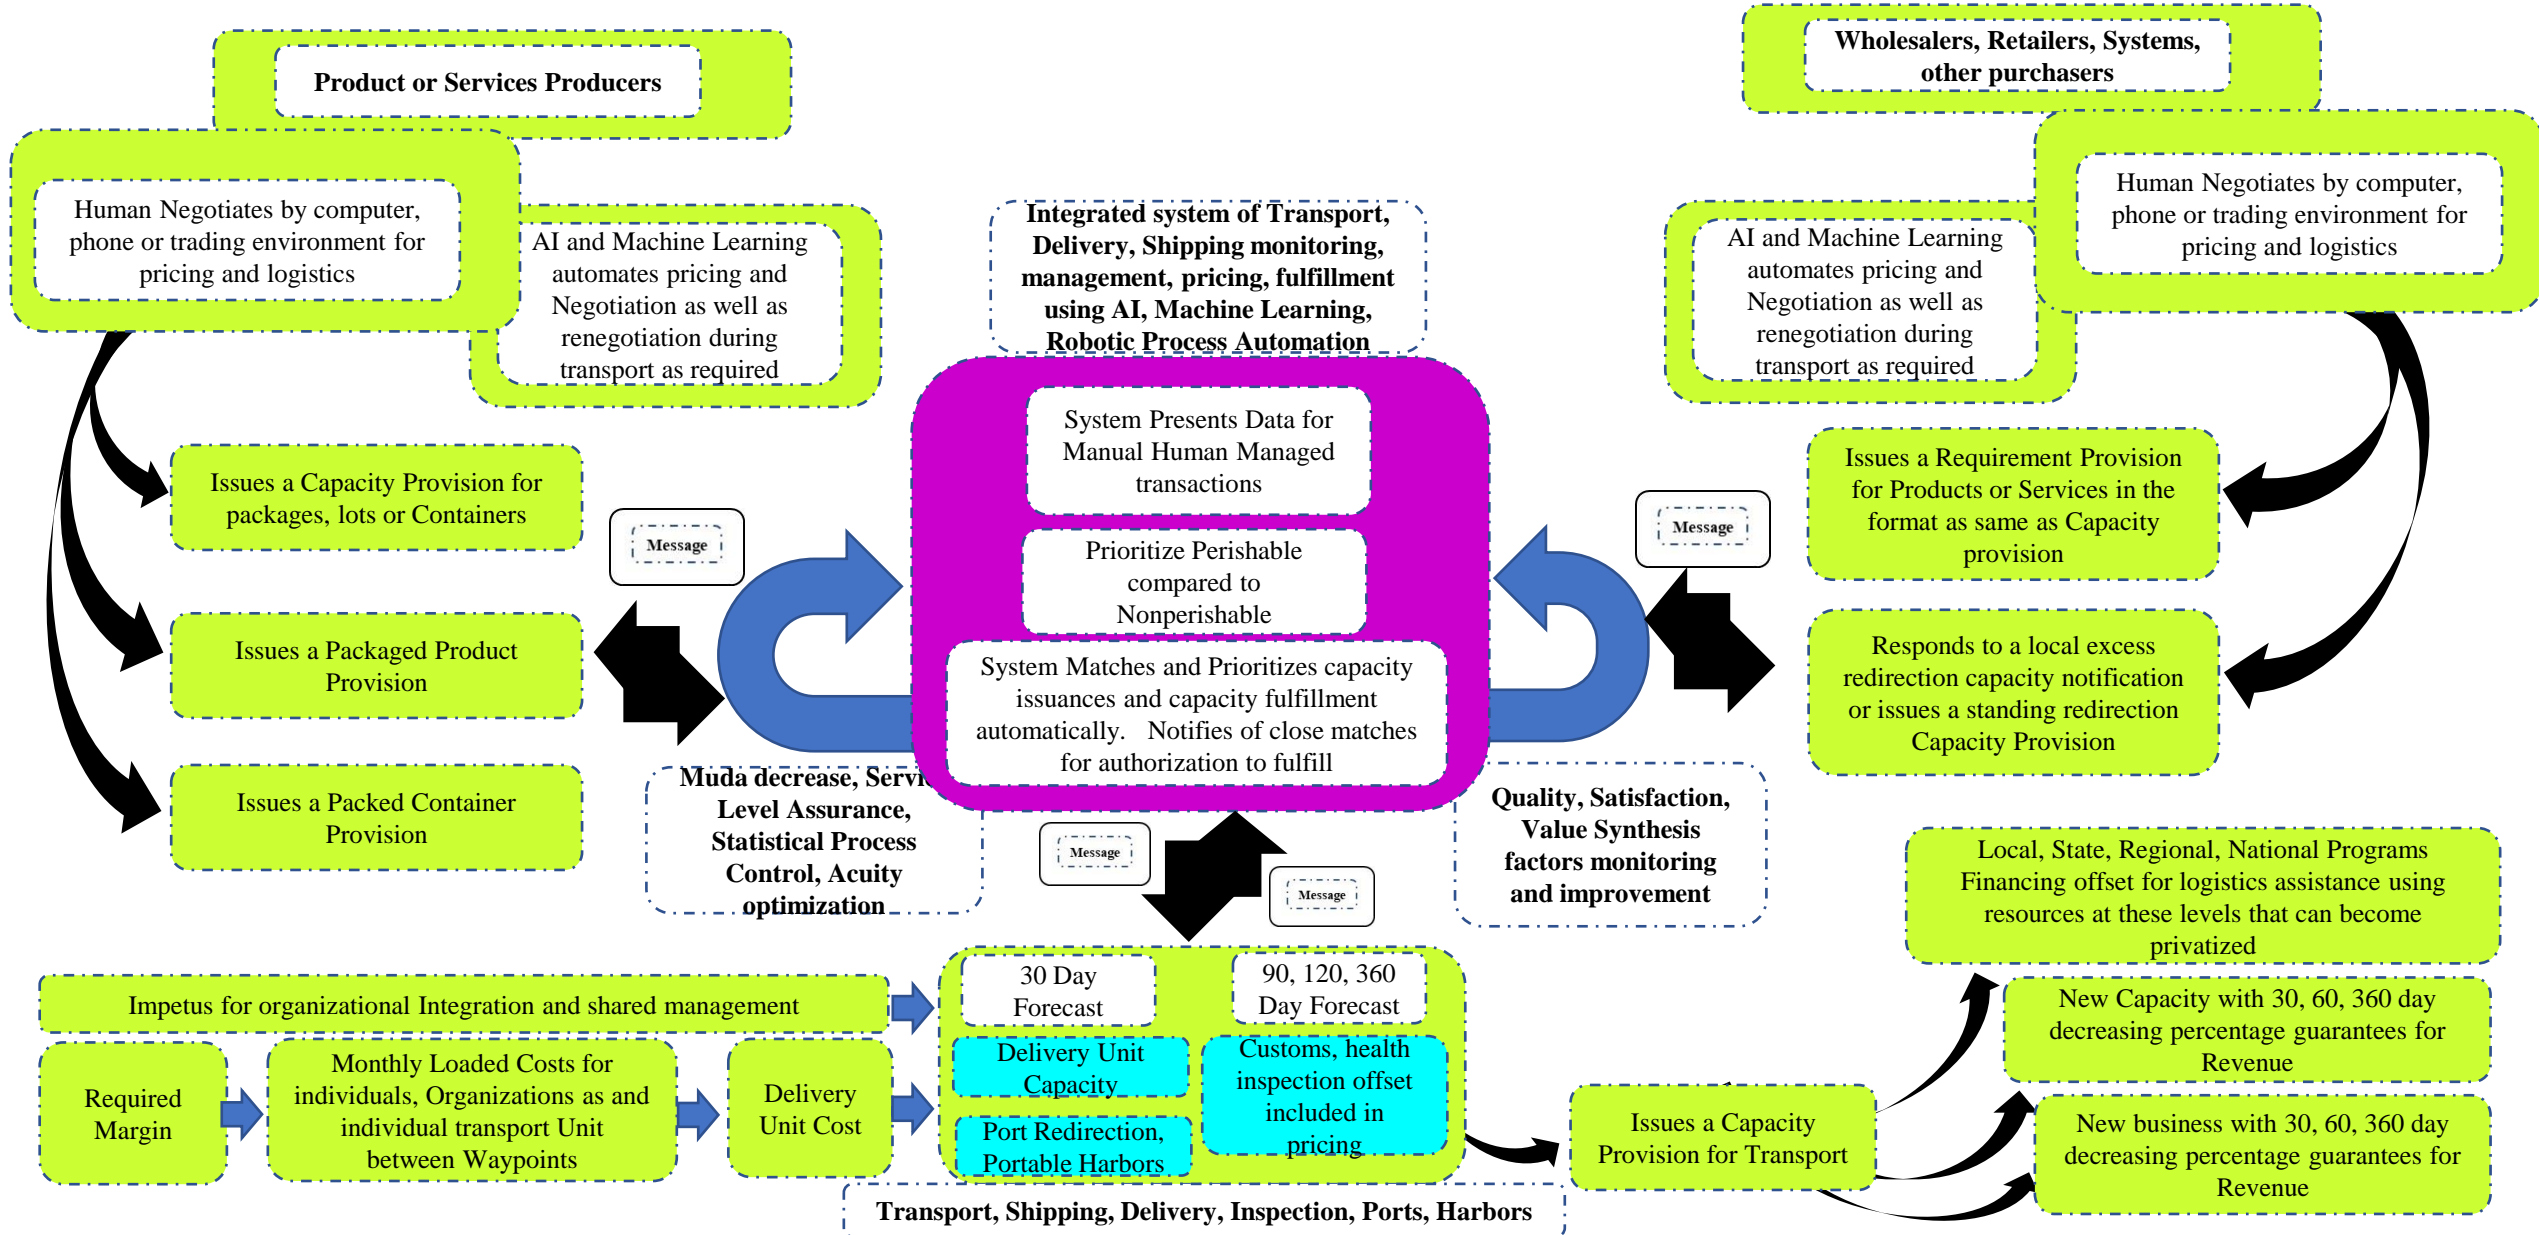 Product or Services Producers
Human Negotiates by computer,
phone or trading environment for
pricing and logistics
AI and Machine Learning
automates pricing and
Negotiation as well as
renegotiation during
transport as required
Issues a Capacity Provision for
packages, lots or Containers
Issues a Packaged Product
Provision
Issues a Packed Container
Provision
Message
Integrated system of Transport,
Delivery, Shipping monitoring,
management, pricing, fulfillment
using AI, Machine Learning,
Robotic Process Automation
System Presents Data for
Manual Human Managed
transactions
Prioritize Perishable
compared to
Nonperishable
System Matches and Prioritizes capacity
issuances and capacity fulfillment
automatically. Notifies of close matches
for authorization to fulfill
Muda decrease, Servi
Level Assurance,
Statistical Process
Control, Acuity
optimization
Message
Message
Quality, Satisfaction,
Value Synthesis
factors monitoring
and improvement
Wholesalers, Retailers, Systems,
other purchasers
Human Negotiates by computer,
phone or trading environment for
pricing and logistics
AI and Machine Learning
automates pricing and
Negotiation as well as
renegotiation during
transport as required
Message
Issues a Requirement Provision
for Products or Services in the
format as same as Capacity
provision
Responds to a local excess
redirection capacity notification
or issues a standing redirection
Capacity Provision
Impetus for organizational Integration and shared management
Required
Margin
Monthly Loaded Costs for
individuals, Organizations as and
individual transport Unit
between Waypoints
Delivery
Unit Cost
30 Day
Forecast
90, 120, 360
Day Forecast
Delivery Unit
Capacity
Customs, health
inspection offset
included in
pricing
Port Redirection,
Portable Harbors
Transport, Shipping, Delivery, Inspection, Ports, Harbors
Issues a Capacity
Provision for Transport
Local, State, Regional, National Programs
Financing offset for logistics assistance using
resources at these levels that can become
privatized
New Capacity with 30, 60, 360 day
decreasing percentage guarantees for
Revenue
New business with 30, 60, 360 day
decreasing percentage guarantees for
Revenue